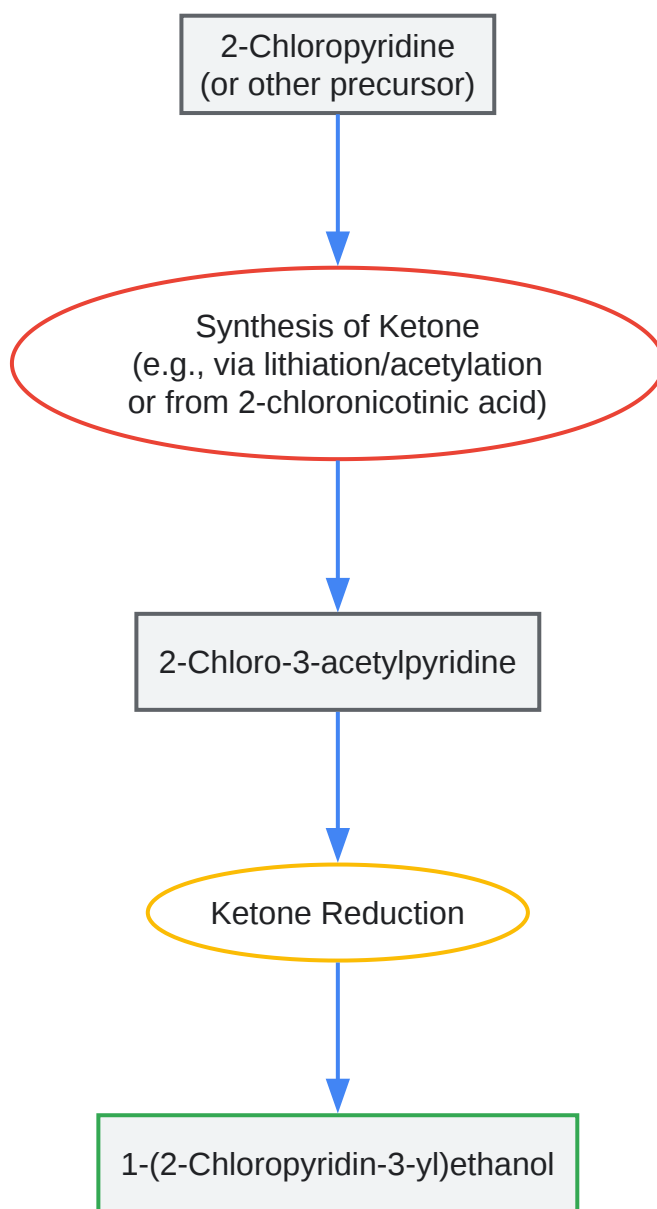 2-Chloropyridine
(or other precursor)
Synthesis of Ketone
(e.g., via lithiation/acetylation
or from 2-chloronicotinic acid)
2-Chloro-3-acetylpyridine
Ketone Reduction
1-(2-Chloropyridin-3-yl)ethanol